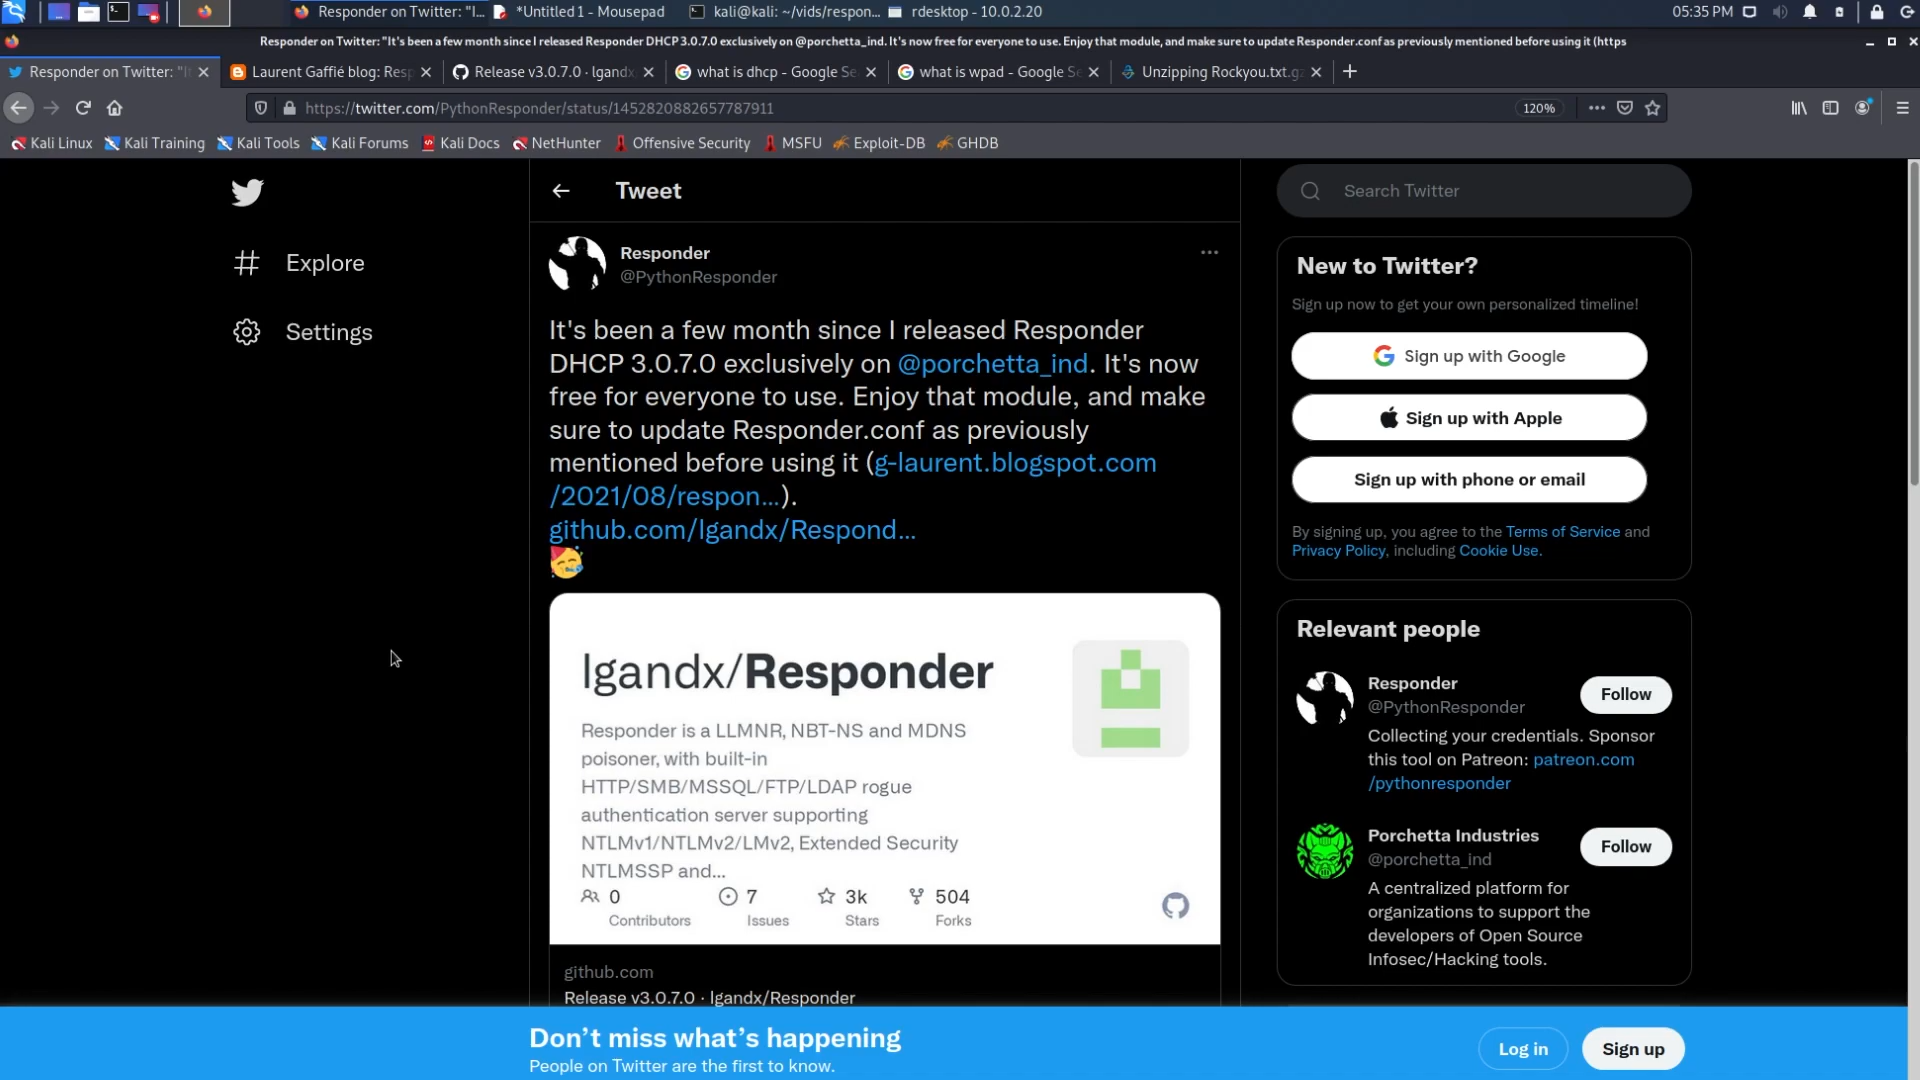 Responder on Twitter: "I...
*Untitled 1 - Mousepad
kali@kali: ~/vids/respon...
rdesktop - 10.0.2.20
05:35 PM
Responder on Twitter: "It's been a few month since I released Responder DHCP 3.0.7.0 exclusively on @porchetta_ind. It's now free for everyone to use. Enjoy that module, and make sure to update Responder.conf as previously mentioned before using it (https
Responder on Twitter: "I
Laurent Gaffié blog: Resp
Release v3.0.7.0 · lgandx
what is dhcp - Google Se
what is wpad - Google Se
Unzipping Rockyou.txt.g
https://twitter.com/PythonResponder/status/1452820882657787911
120%
Kali Linux
Kali Training
Kali Tools
Kali Forums
Kali Docs
NetHunter
Offensive Security
MSFU
Exploit-DB
GHDB
Explore
Settings
Tweet
Responder
@PythonResponder
It's been a few month since I released Responder
DHCP 3.0.7.0 exclusively on @porchetta_ind. It's now
free for everyone to use. Enjoy that module, and make
sure to update Responder.conf as previously
mentioned before using it (g-laurent.blogspot.com
/2021/08/respon...).
github.com/lgandx/Respond...
lgandx/Responder
Responder is a LLMNR, NBT-NS and MDNS
poisoner, with built-in
HTTP/SMB/MSSQL/FTP/LDAP rogue
authentication server supporting
NTLMv1/NTLMv2/LMv2, Extended Security
NTLMSSP and...
0
Contributors
7
Issues
3k
Stars
504
Forks
github.com
Release v3.0.7.0 · lgandx/Responder
Search Twitter
New to Twitter?
Sign up now to get your own personalized timeline!
Sign up with Google
Sign up with Apple
Sign up with phone or email
By signing up, you agree to the Terms of Service and
Privacy Policy, including Cookie Use.
Relevant people
Responder
@PythonResponder
Follow
Collecting your credentials. Sponsor
this tool on Patreon: patreon.com
/pythonresponder
Porchetta Industries
@porchetta_ind
Follow
A centralized platform for
organizations to support the
developers of Open Source
Infosec/Hacking tools.
Don't miss what's happening
People on Twitter are the first to know.
Log in
Sign up